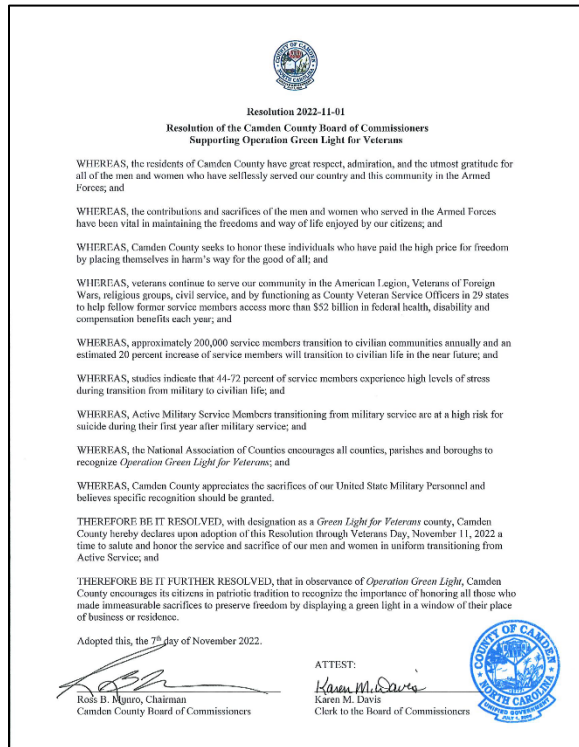 COUNTY OF CAMDEN
NORTH CAROLINA
Resolution 2022-11-01
Resolution of the Camden County Board of Commissioners
Supporting Operation Green Light for Veterans
WHEREAS, the residents of Camden County have great respect, admiration, and the utmost gratitude for
all of the men and women who have selflessly served our country and this community in the Armed
Forces; and
WHEREAS, the contributions and sacrifices of the men and women who served in the Armed Forces
have been vital in maintaining the freedoms and way of life enjoyed by our citizens; and
WHEREAS, Camden County seeks to honor these individuals who have paid the high price for freedom
by placing themselves in harm's way for the good of all; and
WHEREAS, veterans continue to serve our community in the American Legion, Veterans of Foreign
Wars, religious groups, civil service, and by functioning as County Veteran Service Officers in 29 states
to help fellow former service members access more than $52 billion in federal health, disability and
compensation benefits each year; and
WHEREAS, approximately 200,000 service members transition to civilian communities annually and an
estimated 20 percent increase of service members will transition to civilian life in the near future; and
WHEREAS, studies indicate that 44-72 percent of service members experience high levels of stress
during transition from military to civilian life; and
WHEREAS, Active Military Service Members transitioning from military service are at a high risk for
suicide during their first year after military service; and
WHEREAS, the National Association of Counties encourages all counties, parishes and boroughs to
recognize Operation Green Light for Veterans; and
WHEREAS, Camden County appreciates the sacrifices of our United State Military Personnel and
believes specific recognition should be granted.
THEREFORE BE IT RESOLVED, with designation as a Green Light for Veterans county, Camden
County hereby declares upon adoption of this Resolution through Veterans Day, November 11, 2022 a
time to salute and honor the service and sacrifice of our men and women in uniform transitioning from
Active Service; and
THEREFORE BE IT FURTHER RESOLVED, that in observance of Operation Green Light, Camden
County encourages its citizens in patriotic tradition to recognize the importance of honoring all those who
made immeasurable sacrifices to preserve freedom by displaying a green light in a window of their place
of business or residence.
Adopted this, the 7th day of November 2022.
ATTEST:
Karen M. Davis
Ross B. Munro, Chairman
Camden County Board of Commissioners
Karen M. Davis
Clerk to the Board of Commissioners
COUNTY OF CAMDEN
NORTH CAROLINA
UNIFIED GOVERNMENT